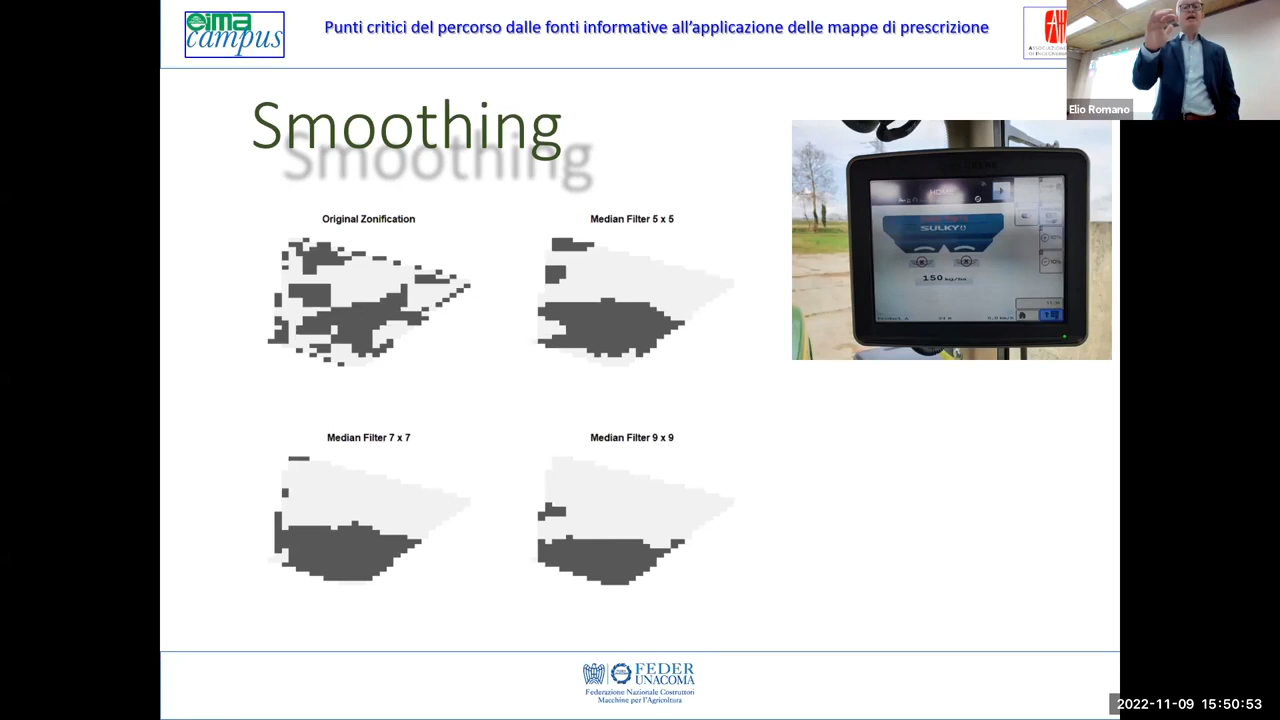 eima
campus
Punti critici del percorso dalle fonti informative all'applicazione delle mappe di prescrizione
Elio Romano
Smoothing
Original Zonification
Median Filter 5 x 5
SULKY
150 kg/ha
Median Filter 7 x 7
Median Filter 9 x 9
FEDER
UNACOMA
Federazione Nazionale Costruttori
Macchine per l'Agricoltura
2022-11-09 15:50:53